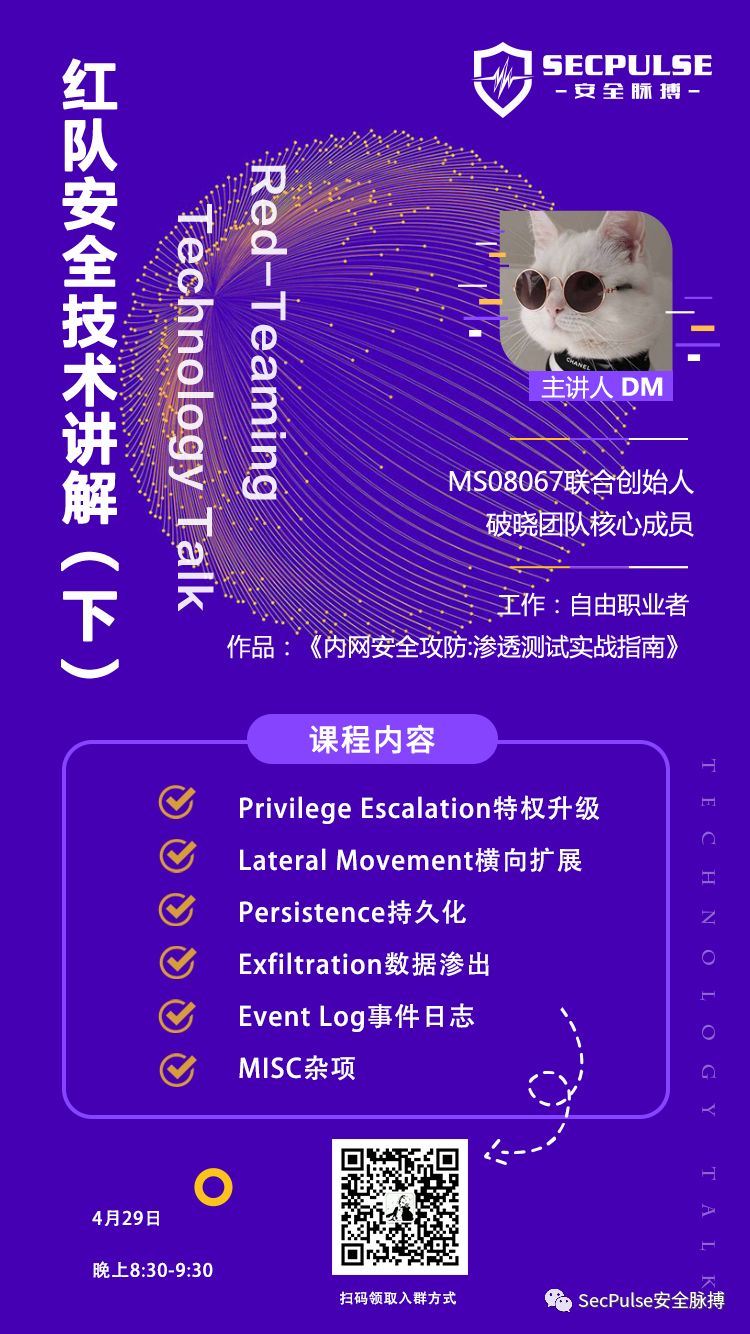 SECPULSE
-安全脉搏-
红队安全技术讲解（下）
Red-Teaming
Technology Talk
CHANEL
主讲人 DM
MS08067联合创始人
破晓团队核心成员
工作：自由职业者
作品：《内网安全攻防:渗透测试实战指南》
课程内容
Privilege Escalation特权升级
Lateral Movement横向扩展
Persistence持久化
Exfiltration数据渗出
Event Log事件日志
MISC杂项
TECHNOLOGY TALK
4月29日
晚上8:30-9:30
扫码领取入群方式
SecPulse安全脉搏